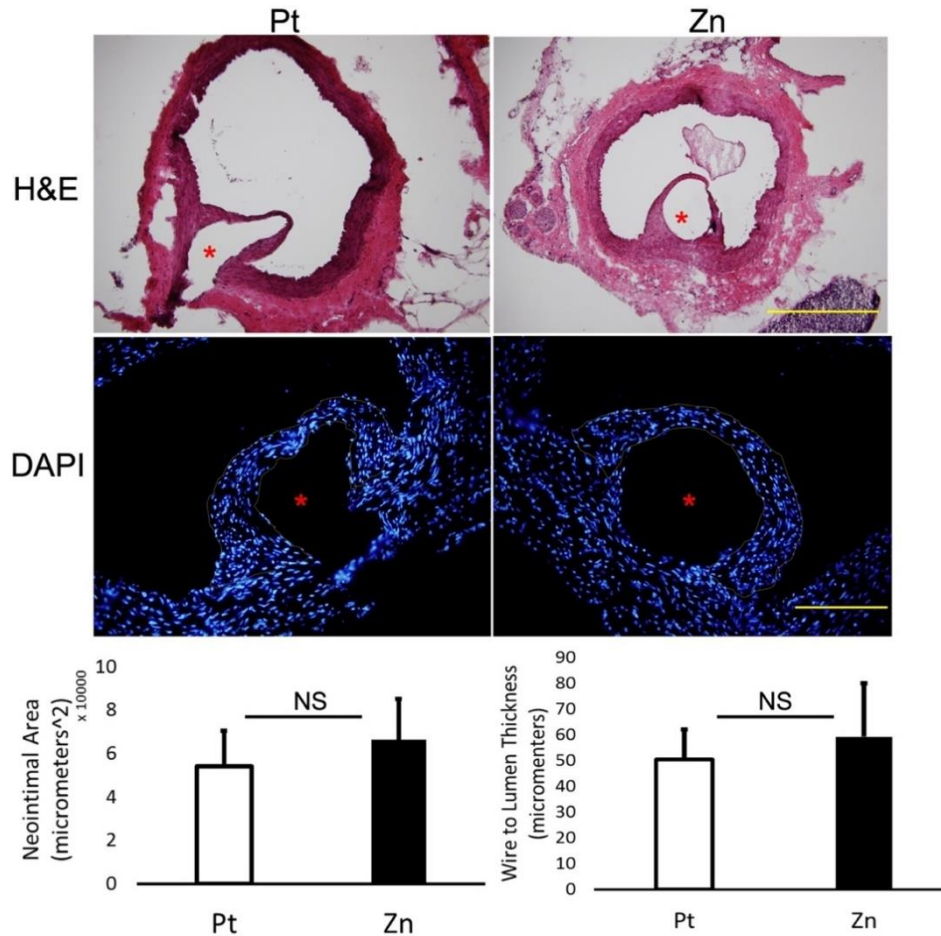 Pt
Zn
H&E
*
*
DAPI
*
*
Neointimal Area
(micrometers^2)
x 10000
10
8
6
4
2
0
NS
Pt
Zn
Wire to Lumen Thickness
(micromenters)
90
80
70
60
50
40
30
20
10
0
NS
Pt
Zn